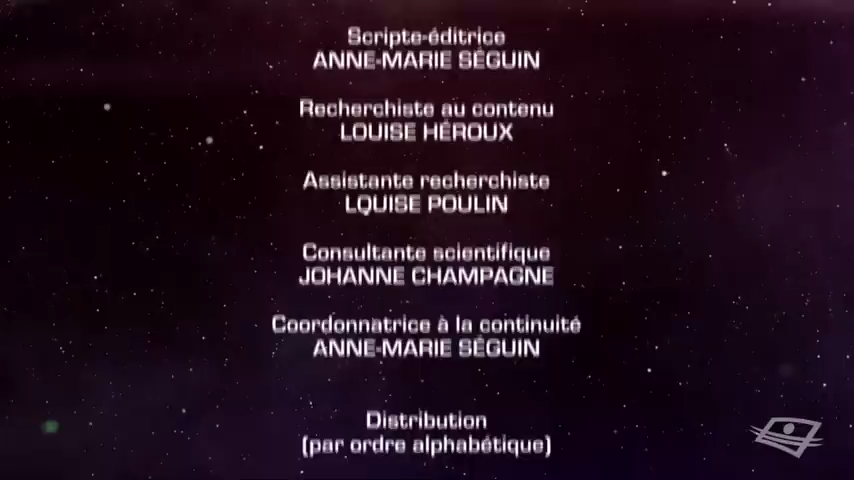 Scripte-éditrice
ANNE-MARIE SÉGUIN
Recherchiste au contenu
LOUISE HÉROUX
Assistante recherchiste
LOUISE POULIN
Consultante scientifique
JOHANNE CHAMPAGNE
Coordonnatrice à la continuité
ANNE-MARIE SÉGUIN
Distribution
(par ordre alphabétique)